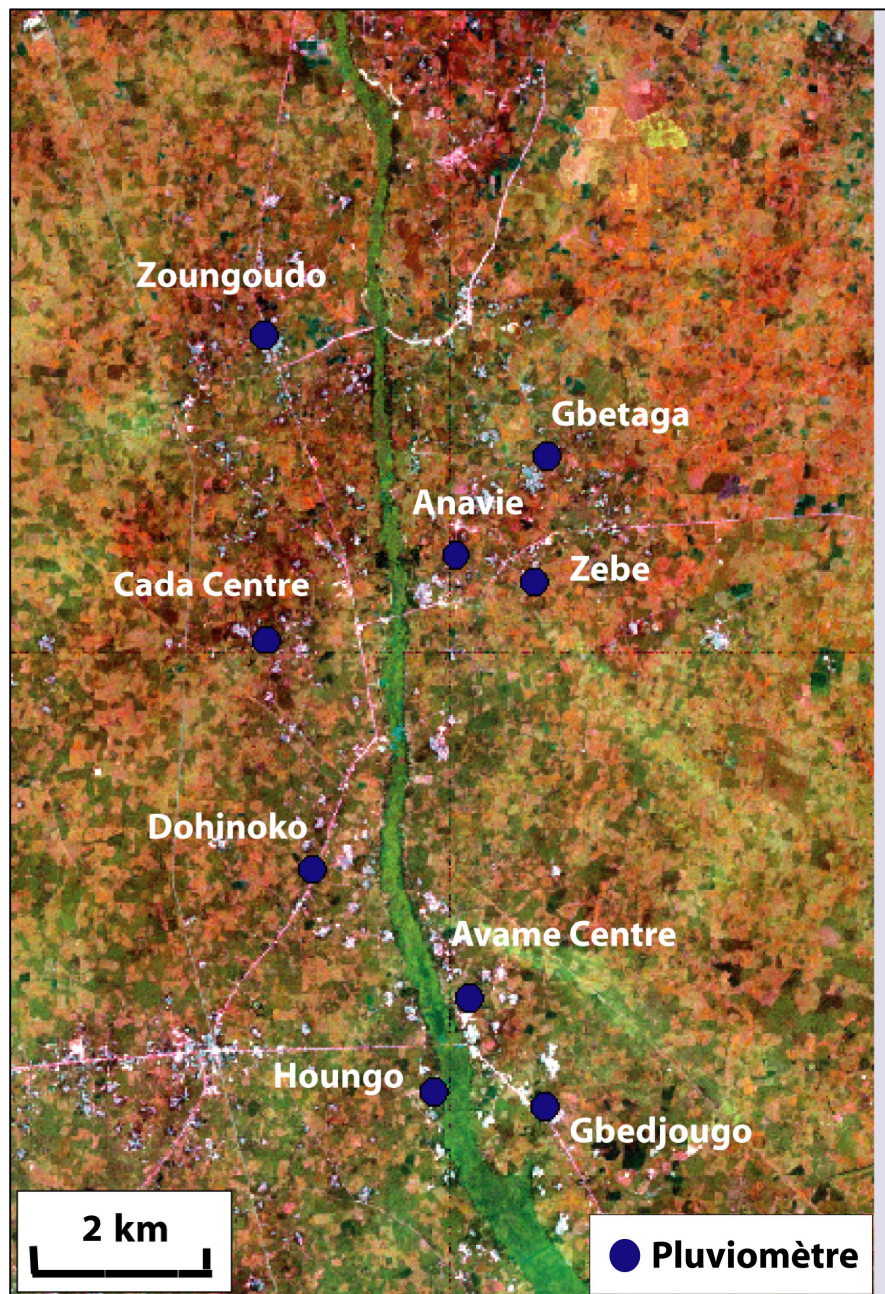 Zoungoudo
Gbetaga
Anavie
Zebe
Cada Centre
Dohinoko
Avame Centre
Houngo
Gbedjougo
2 km
Pluviomètre